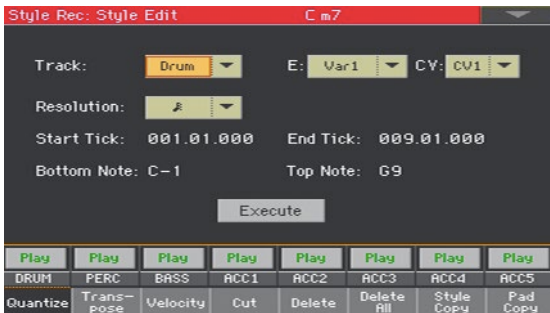 Style Rec: Style Edit C m7
Track: Drum E: Var1 CV: CV1
Resolution:
Start Tick: 001.01.000 End Tick: 009.01.000
Bottom Note: C-1 Top Note: G9
Execute
Play Play Play Play Play Play Play Play
DRUM PERC BASS ACC1 ACC2 ACC3 ACC4 ACC5
Quantize Trans- Velocity Cut Delete Delete Style Pad
pose All Copy Copy